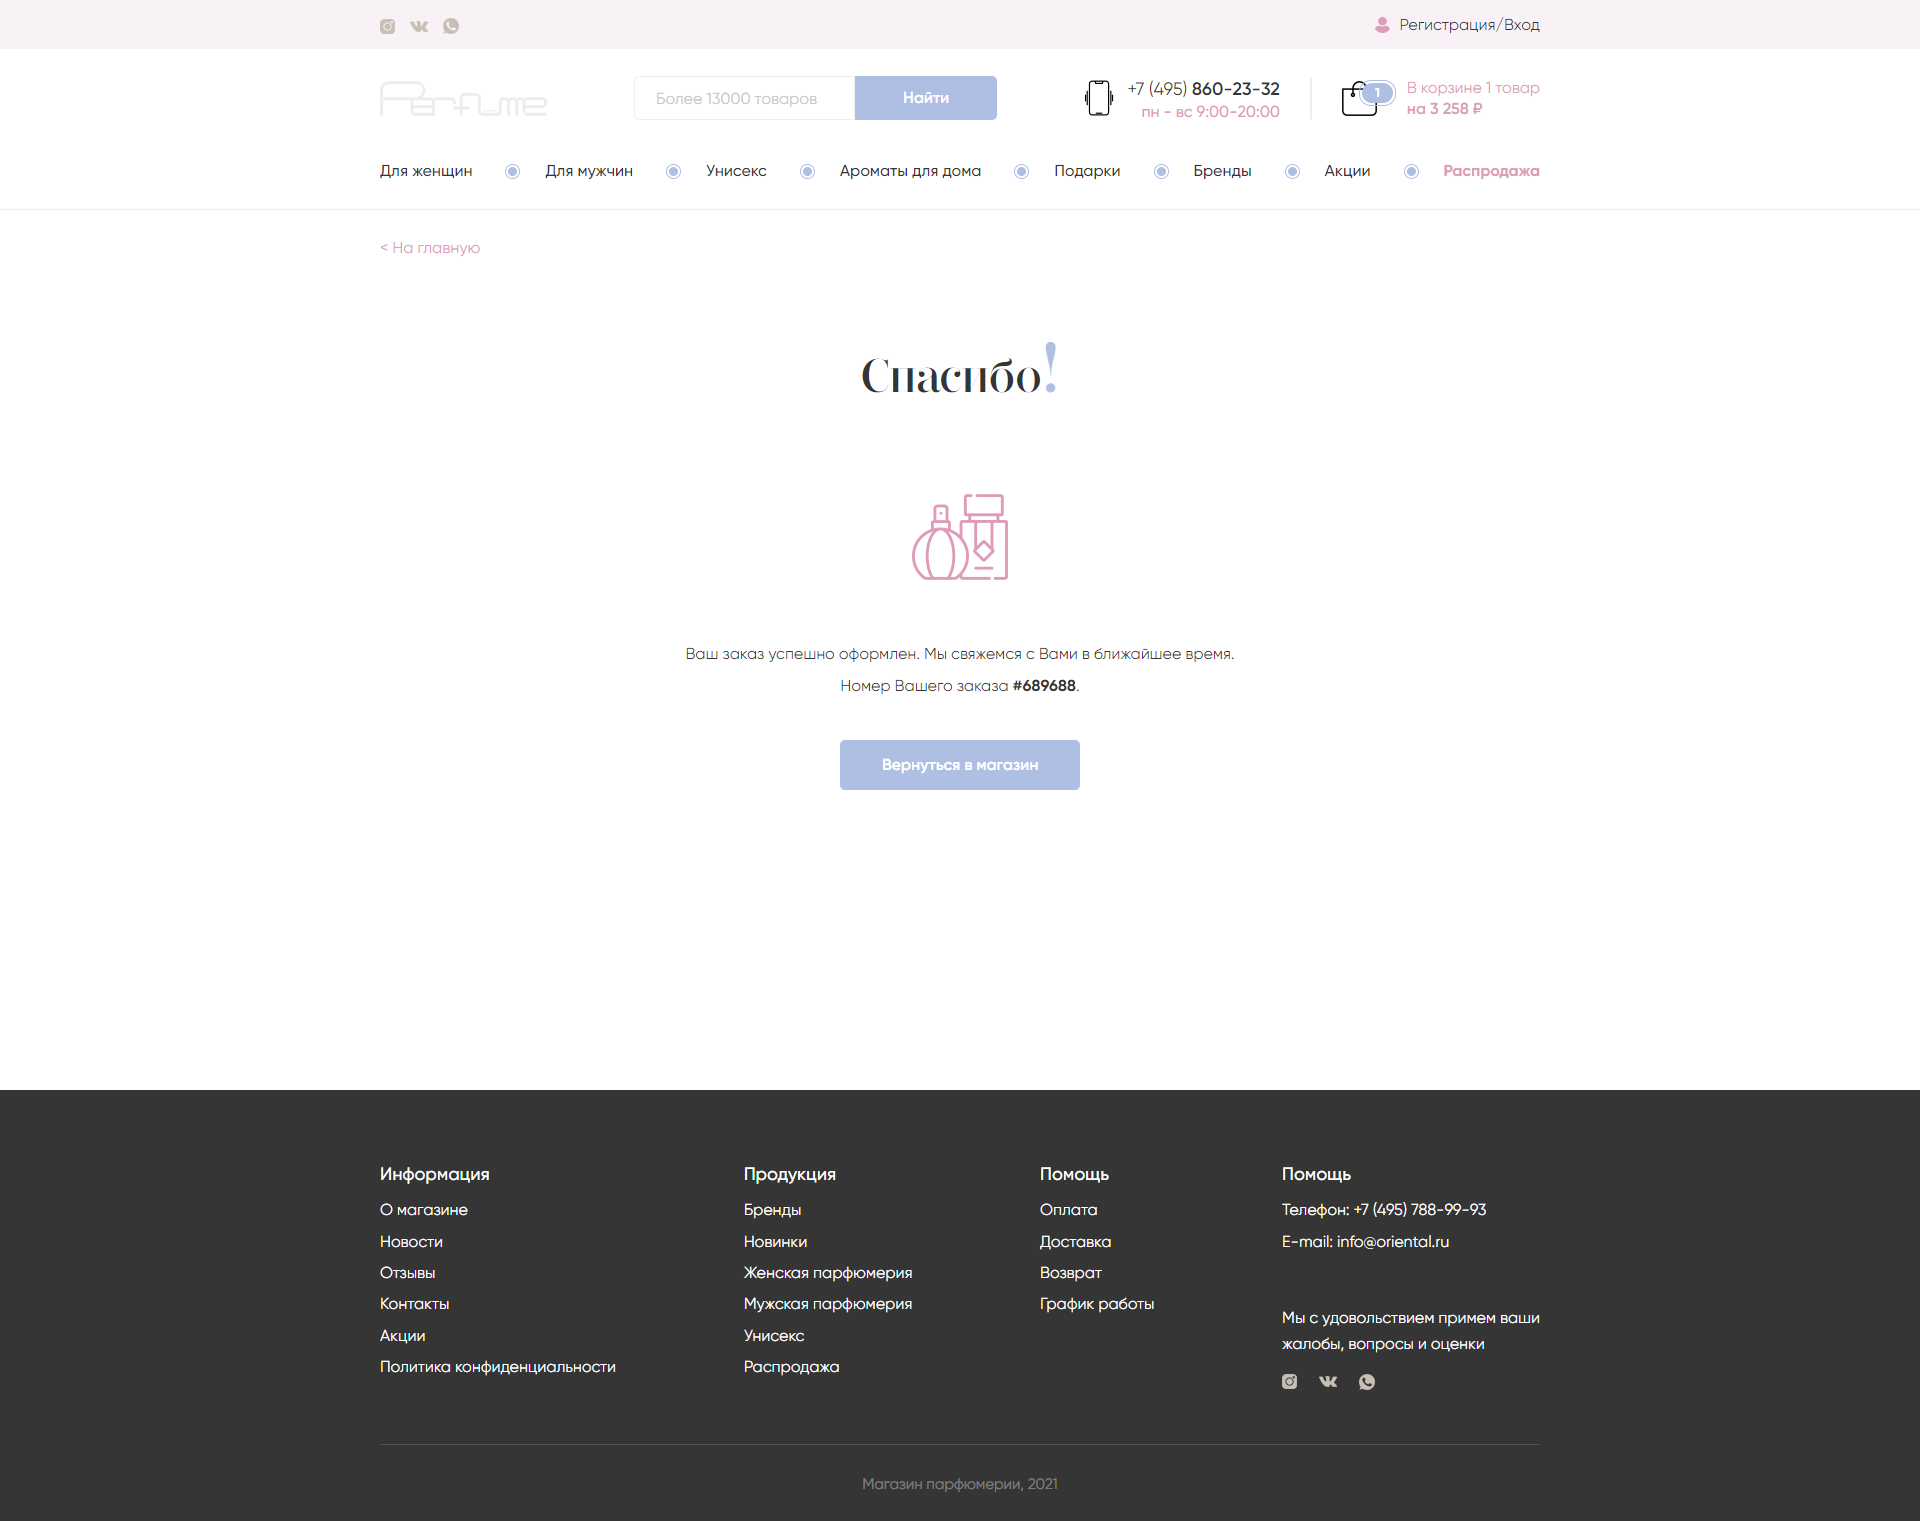 Регистрация/Вход
Perfume
Более 13000 товаров
Найти
+7 (495) 860-23-32
пн - вс 9:00-20:00
1
В корзине 1 товар
на 3 258 ₽
Для женщин
Для мужчин
Унисекс
Ароматы для дома
Подарки
Бренды
Акции
Распродажа
< На главную
Спасибо!
Ваш заказ успешно оформлен. Мы свяжемся с Вами в ближайшее время.
Номер Вашего заказа #689688.
Вернуться в магазин
Информация
О магазине
Новости
Отзывы
Контакты
Акции
Политика конфиденциальности
Продукция
Бренды
Новинки
Женская парфюмерия
Мужская парфюмерия
Унисекс
Распродажа
Помощь
Оплата
Доставка
Возврат
График работы
Помощь
Телефон: +7 (495) 788-99-93
E-mail: info@oriental.ru
Мы с удовольствием примем ваши
жалобы, вопросы и оценки
Магазин парфюмерии, 2021